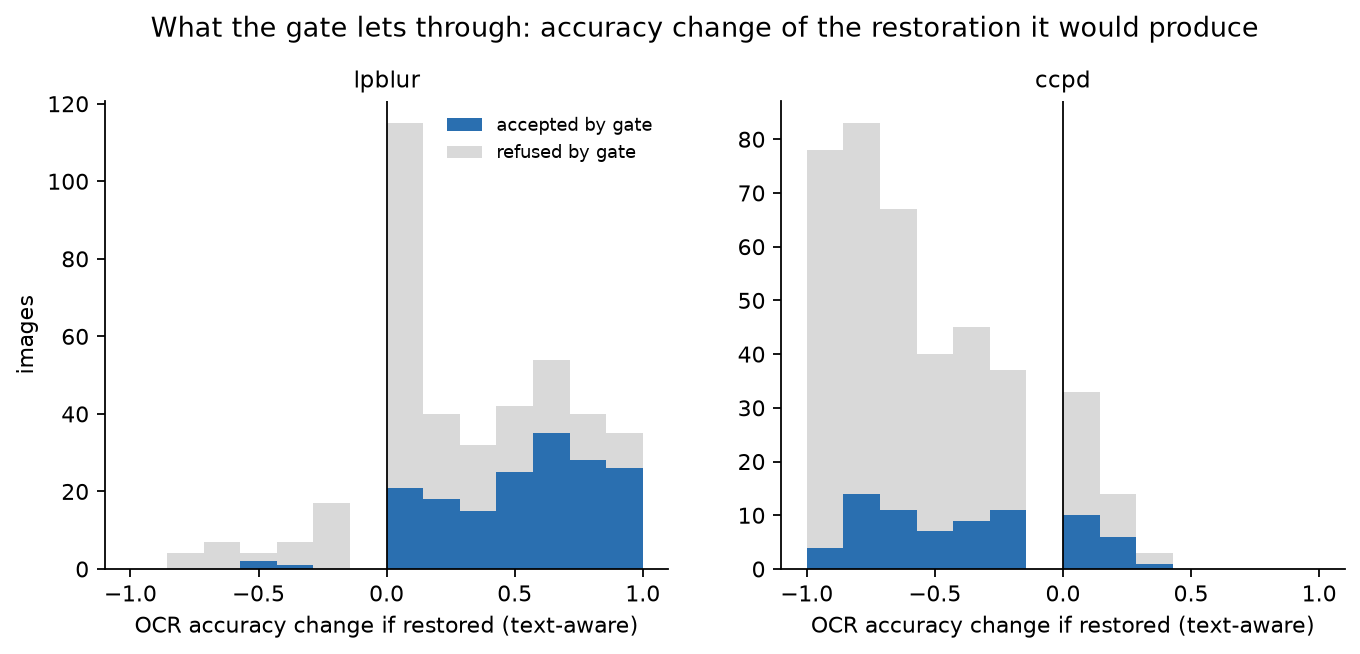 What the gate lets through: accuracy change of the restoration it would produce
lpblur
ccpd
accepted by gate
refused by gate
images
120
100
80
60
40
20
0
80
70
60
50
40
30
20
10
0
−1.0 −0.5 0.0 0.5 1.0
−1.0 −0.5 0.0 0.5 1.0
OCR accuracy change if restored (text-aware)
OCR accuracy change if restored (text-aware)